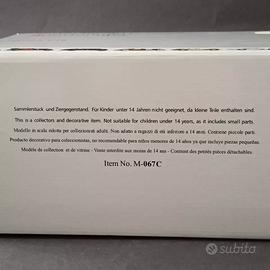 Sammlerstück und Ziergegenstand. Für Kinder unter 14 Jahren nicht geeignet, da kleine Teile enthalten sind.
This is a collectors and decorative item. Not suitable for children under 14 years, as it includes small parts.
Modello in scala ridotta per collezionisti adulti. Non adatto a ragazzi di età inferiore a 14 anni. Contiene piccole parti.
Producto decorativo para coleccionistas, no recomendable para niños menores de 14 años ya que incluye piezas pequeñas.
Modèle de collection et de vitrine - Vente interdite aux moins de 14 ans - Contient des petites pièces détachables.
Item No. M-067C
subito